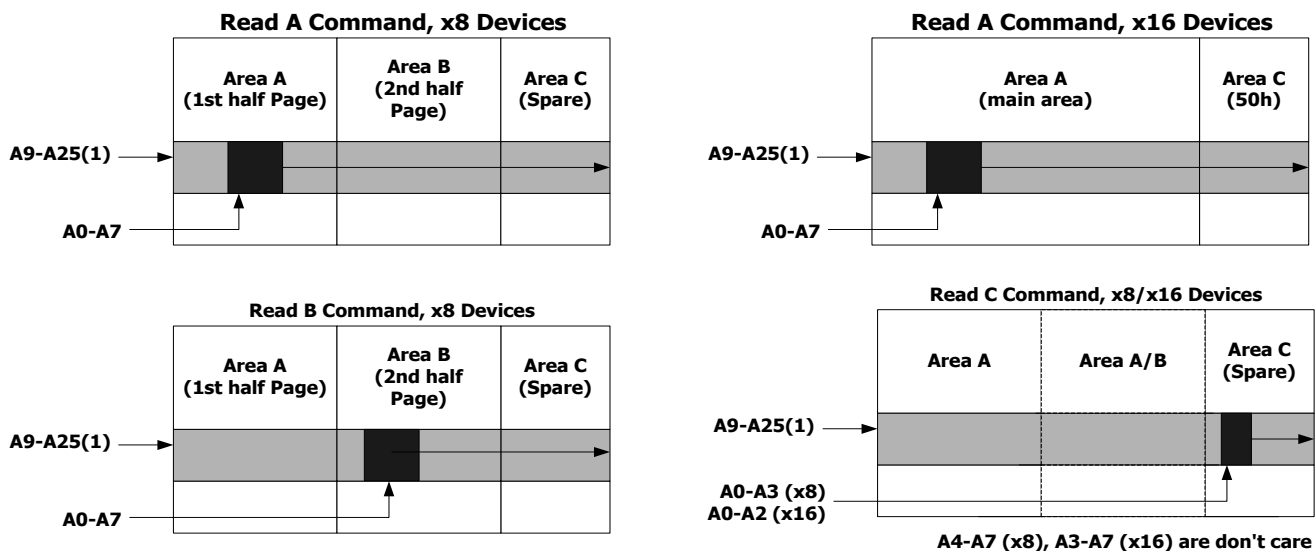 Read A Command, x8 Devices
Area A
(1st half Page)
Area B
(2nd half
Page)
Area C
(Spare)
A9-A25(1)
A0-A7
Read A Command, x16 Devices
Area A
(main area)
Area C
(50h)
A9-A25(1)
A0-A7
Read B Command, x8 Devices
Area A
(1st half Page)
Area B
(2nd half
Page)
Area C
(Spare)
A9-A25(1)
A0-A7
Read C Command, x8/x16 Devices
Area A
Area A/B
Area C
(Spare)
A9-A25(1)
A0-A3 (x8)
A0-A2 (x16)
A4-A7 (x8), A3-A7 (x16) are don't care